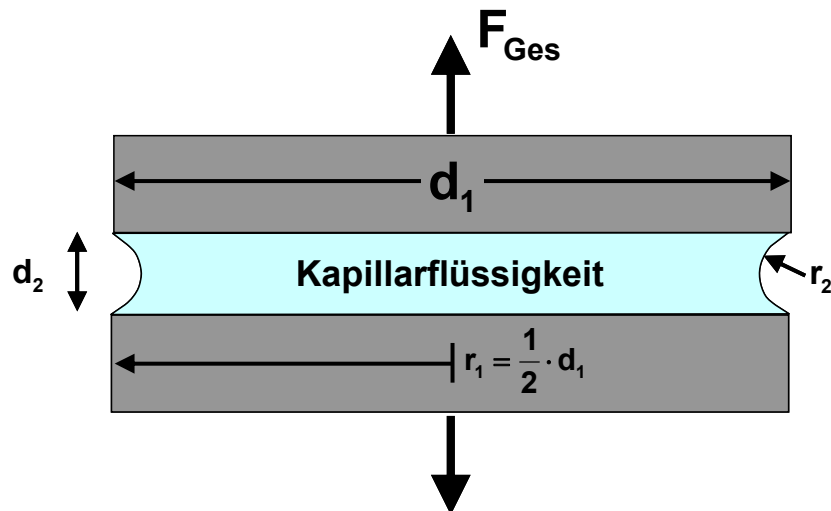 F_Ges
d₁
d₂
Kapillarflüssigkeit
r₂
r₁ = 1/2 · d₁